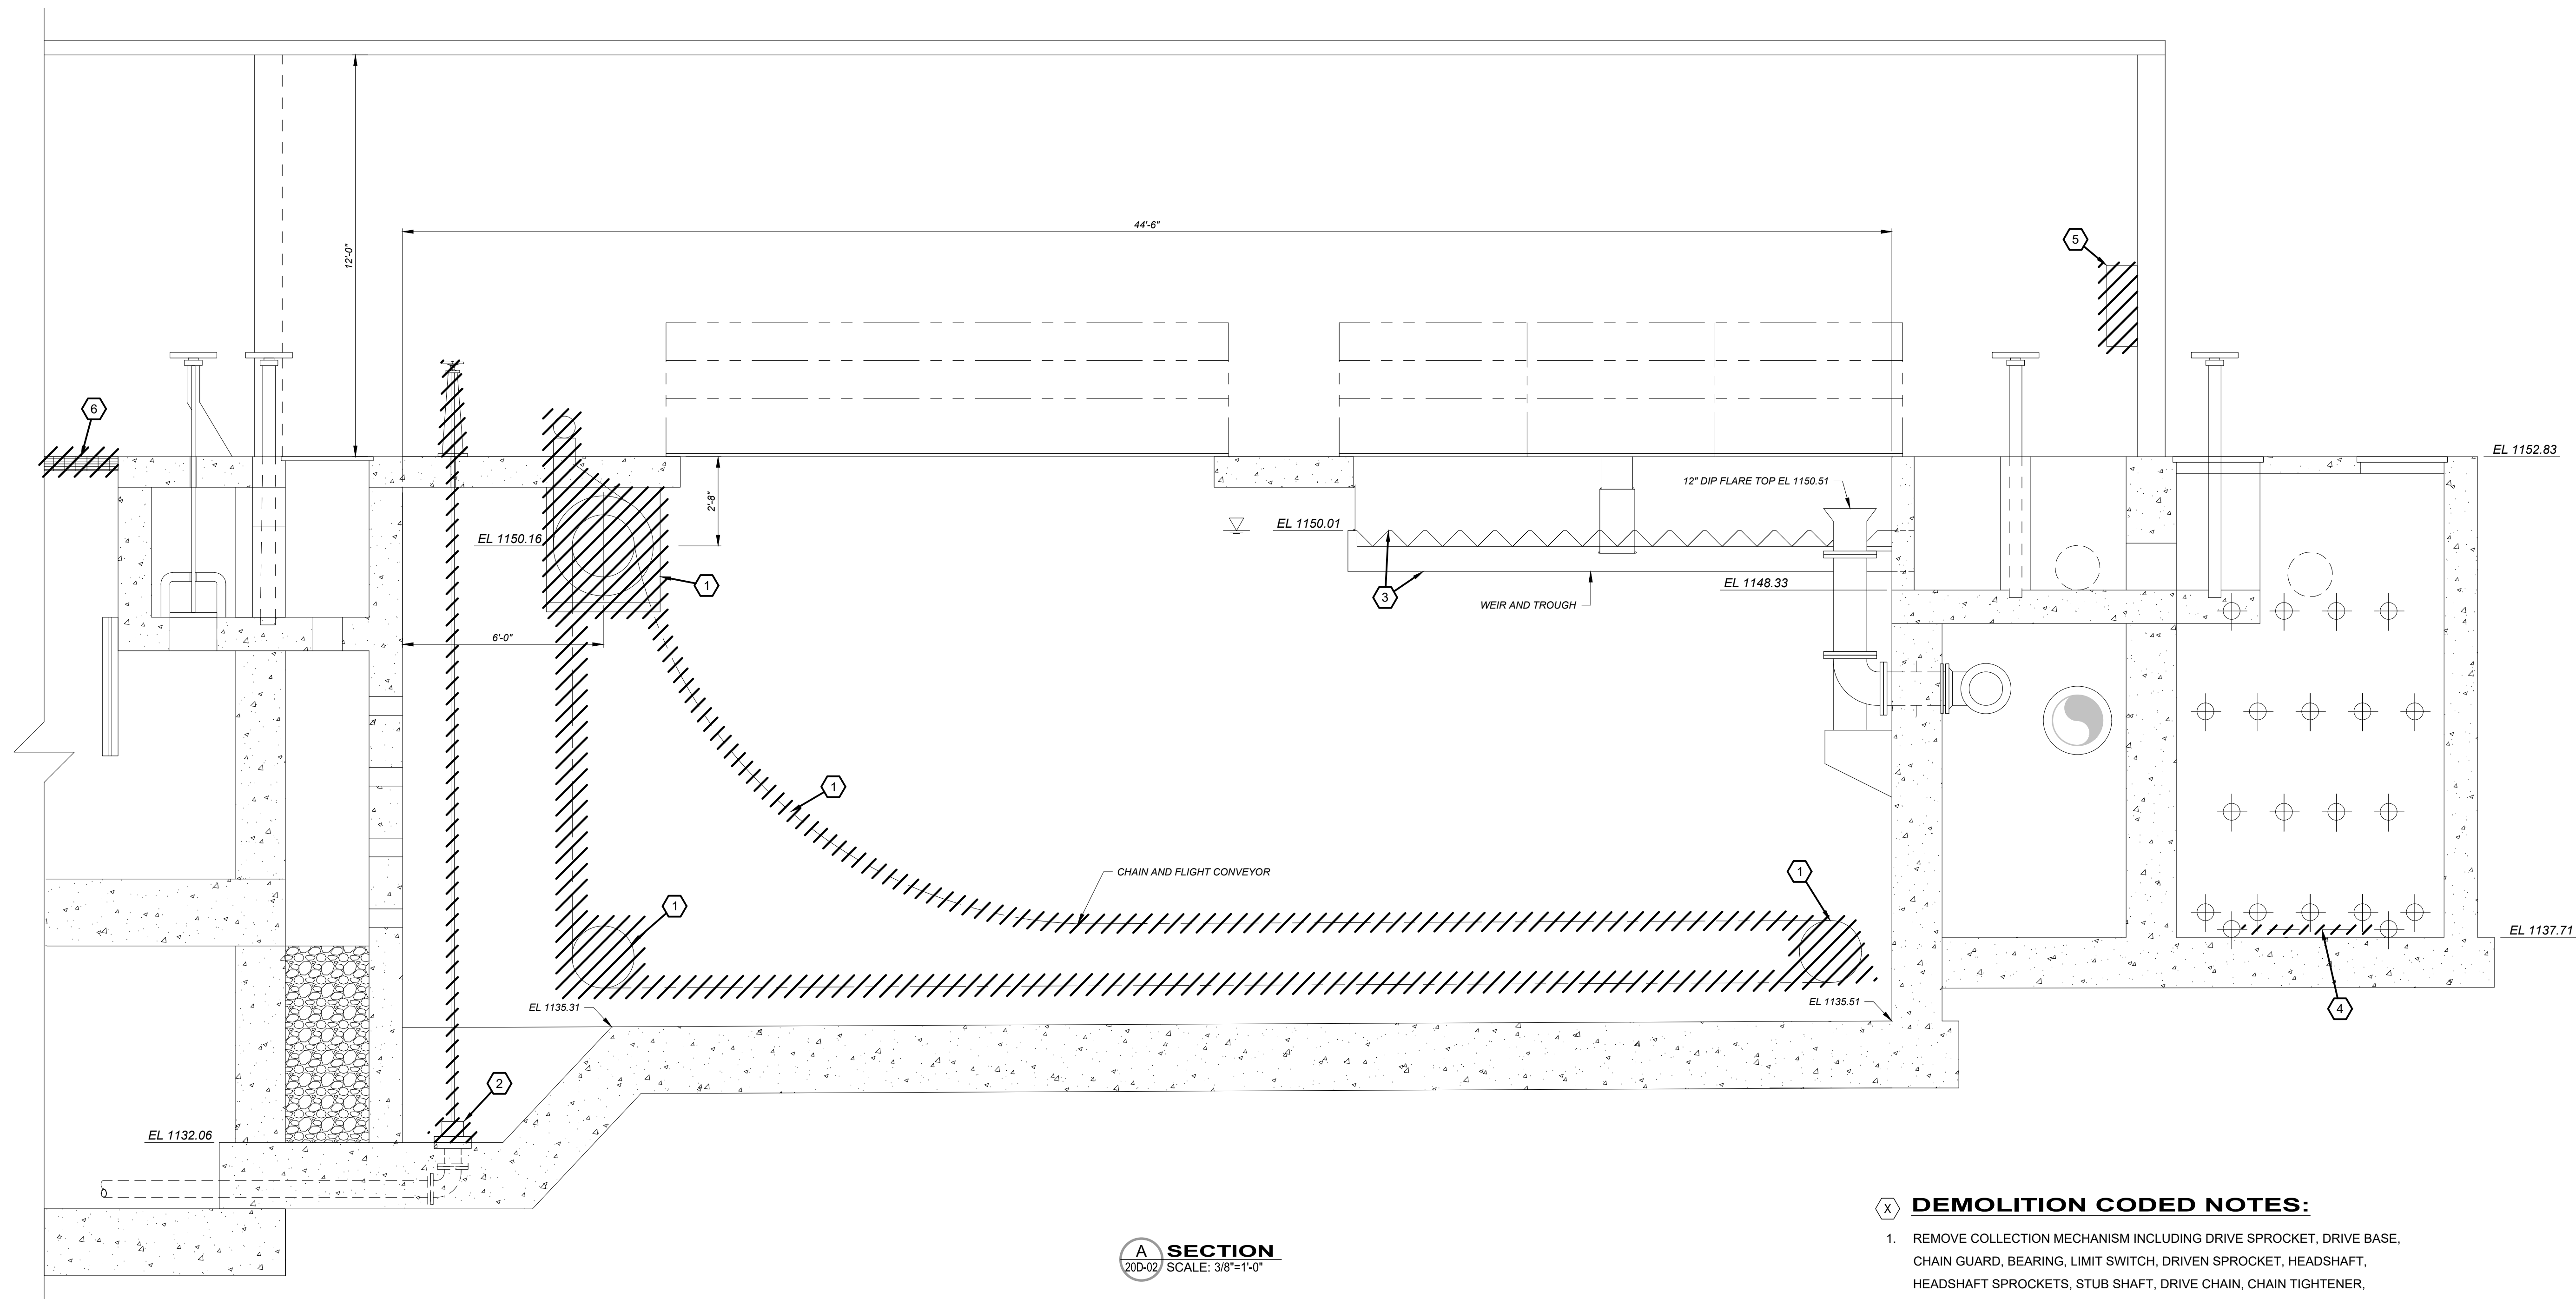 44'-6"
12'-0"
5
6
EL 1152.83
12" DIP FLARE TOP EL 1150.51
2'-8"
EL 1150.01
EL 1150.16
1
3
EL 1148.33
WEIR AND TROUGH
6'-0"
1
CHAIN AND FLIGHT CONVEYOR
1
1
EL 1137.71
EL 1135.31
EL 1135.51
4
2
EL 1132.06
X DEMOLITION CODED NOTES:
1. REMOVE COLLECTION MECHANISM INCLUDING DRIVE SPROCKET, DRIVE BASE,
CHAIN GUARD, BEARING, LIMIT SWITCH, DRIVEN SPROCKET, HEADSHAFT,
HEADSHAFT SPROCKETS, STUB SHAFT, DRIVE CHAIN, CHAIN TIGHTENER,
A SECTION
20D-02 SCALE: 3/8"=1'-0"